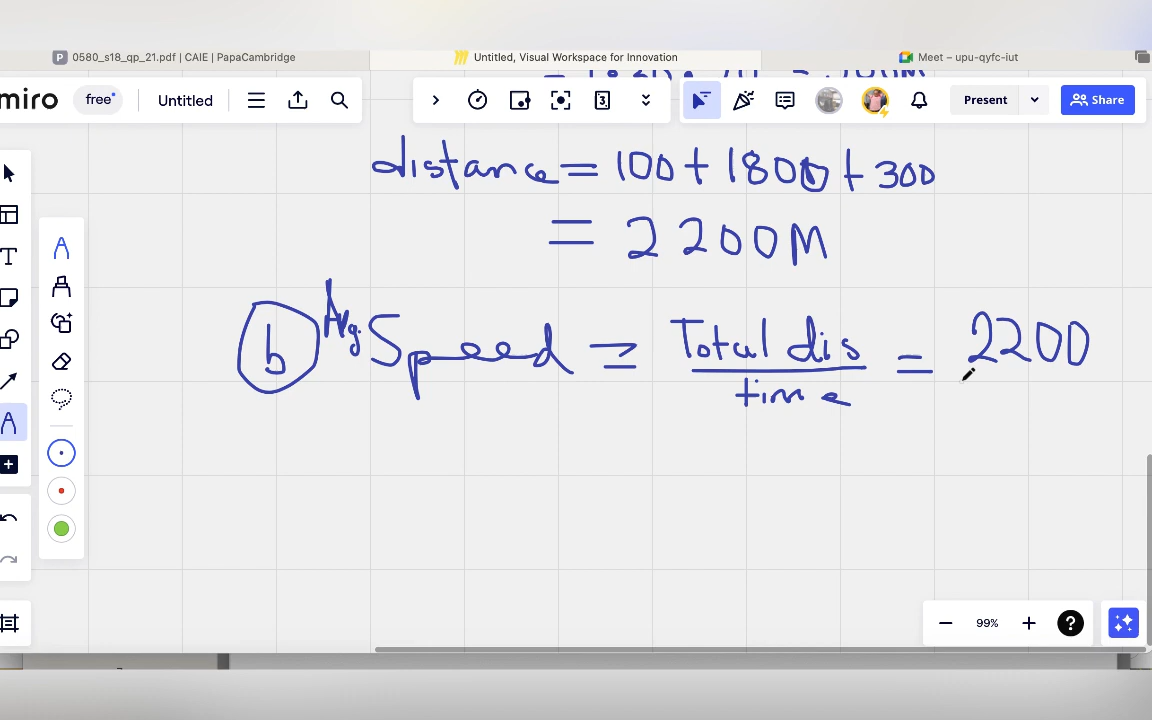 0580_s18_qp_21.pdf | CAIE | PapaCambridge
Untitled, Visual Workspace for Innovation
Meet – upu-qyfc-iut
miro
free
Untitled
3
Present
Share
distance = 100 + 1800 + 300
= 2200M
b Avg. Speed = Total dis / time = 2200
99%
?